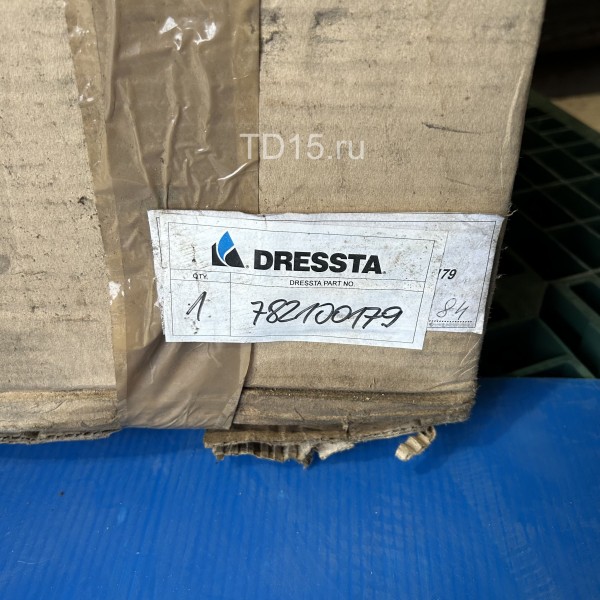 TD15.ru
DRESSTA
QTY.
DRESSTA PART NO.
1
782100179
179
84